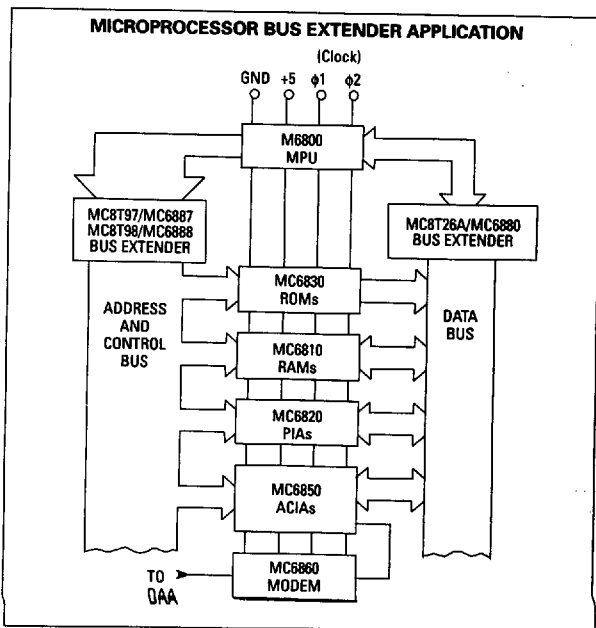 MICROPROCESSOR BUS EXTENDER APPLICATION
(Clock)
GND +5 ϕ1 ϕ2
M6800
MPU
MC8T97/MC6887
MC8T98/MC6888
BUS EXTENDER
MC8T26A/MC6880
BUS EXTENDER
MC6830
ROMs
ADDRESS
AND
CONTROL
BUS
DATA
BUS
MC6810
RAMs
MC6820
PIAs
MC6850
ACIAs
MC6860
MODEM
TO
DAA